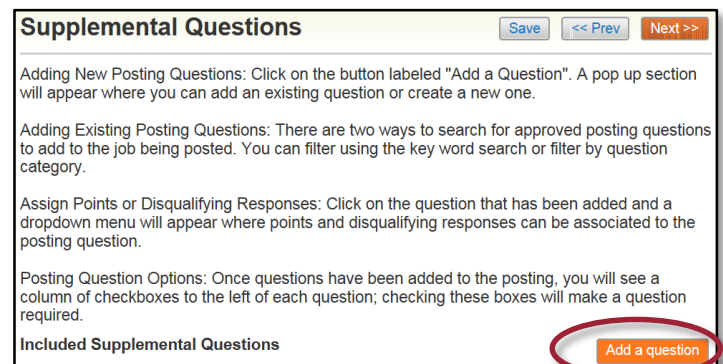 Supplemental Questions Save << Prev Next >>
Adding New Posting Questions: Click on the button labeled "Add a Question". A pop up section
will appear where you can add an existing question or create a new one.
Adding Existing Posting Questions: There are two ways to search for approved posting questions
to add to the job being posted. You can filter using the key word search or filter by question
category.
Assign Points or Disqualifying Responses: Click on the question that has been added and a
dropdown menu will appear where points and disqualifying responses can be associated to the
posting question.
Posting Question Options: Once questions have been added to the posting, you will see a
column of checkboxes to the left of each question; checking these boxes will make a question
required.
Included Supplemental Questions Add a question